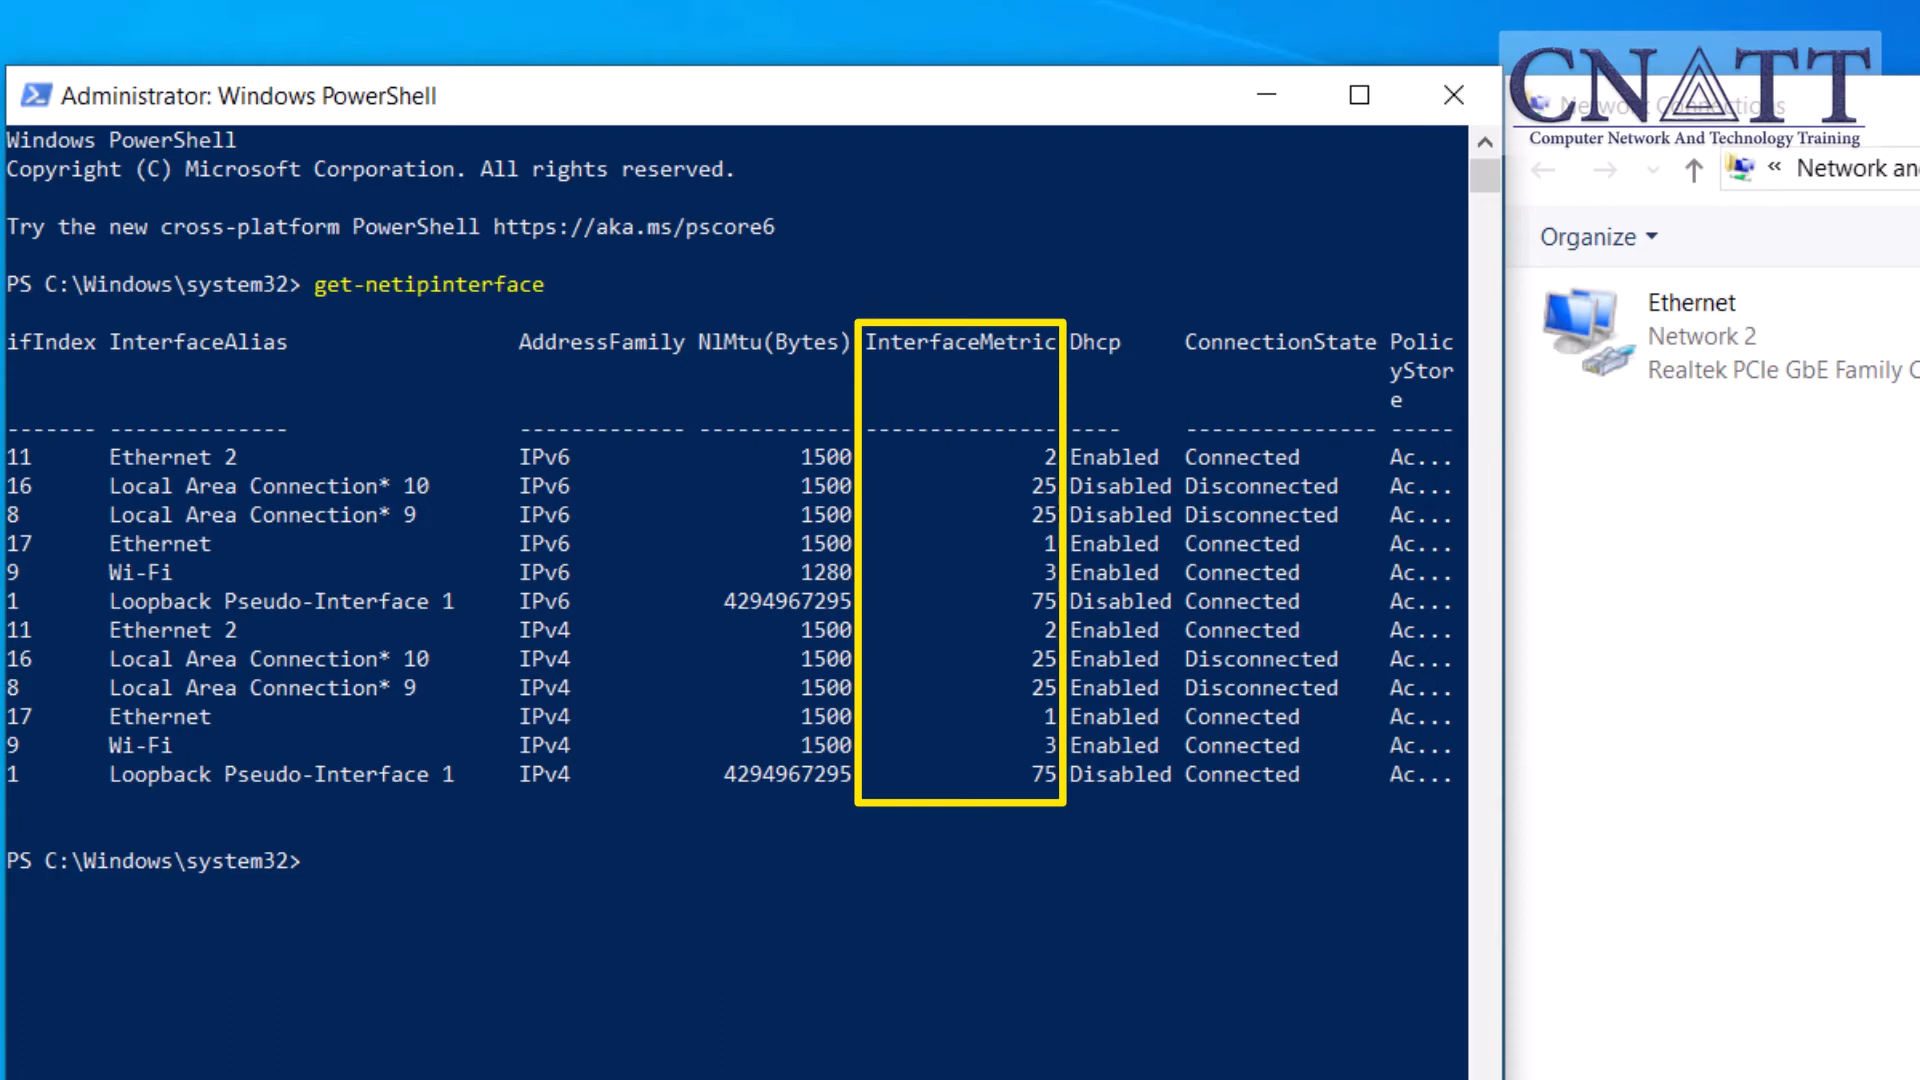 Administrator: Windows PowerShell
Windows PowerShell
Copyright (C) Microsoft Corporation. All rights reserved.
Try the new cross-platform PowerShell https://aka.ms/pscore6
PS C:\Windows\system32> get-netipinterface
ifIndex InterfaceAlias AddressFamily NlMtu(Bytes) InterfaceMetric Dhcp ConnectionState Polic
yStor
e
------- -------------- ------------- ------------ --------------- ---- --------------- -----
11 Ethernet 2 IPv6 1500 2 Enabled Connected Ac...
16 Local Area Connection* 10 IPv6 1500 25 Disabled Disconnected Ac...
8 Local Area Connection* 9 IPv6 1500 25 Disabled Disconnected Ac...
17 Ethernet IPv6 1500 1 Enabled Connected Ac...
9 Wi-Fi IPv6 1280 3 Enabled Connected Ac...
1 Loopback Pseudo-Interface 1 IPv6 4294967295 75 Disabled Connected Ac...
11 Ethernet 2 IPv4 1500 2 Enabled Connected Ac...
16 Local Area Connection* 10 IPv4 1500 25 Enabled Disconnected Ac...
8 Local Area Connection* 9 IPv4 1500 25 Enabled Disconnected Ac...
17 Ethernet IPv4 1500 1 Enabled Connected Ac...
9 Wi-Fi IPv4 1500 3 Enabled Connected Ac...
1 Loopback Pseudo-Interface 1 IPv4 4294967295 75 Disabled Connected Ac...
PS C:\Windows\system32>
CNATT
Network Connections
Computer Network And Technology Training
« Network an
Organize
Ethernet
Network 2
Realtek PCIe GbE Family C